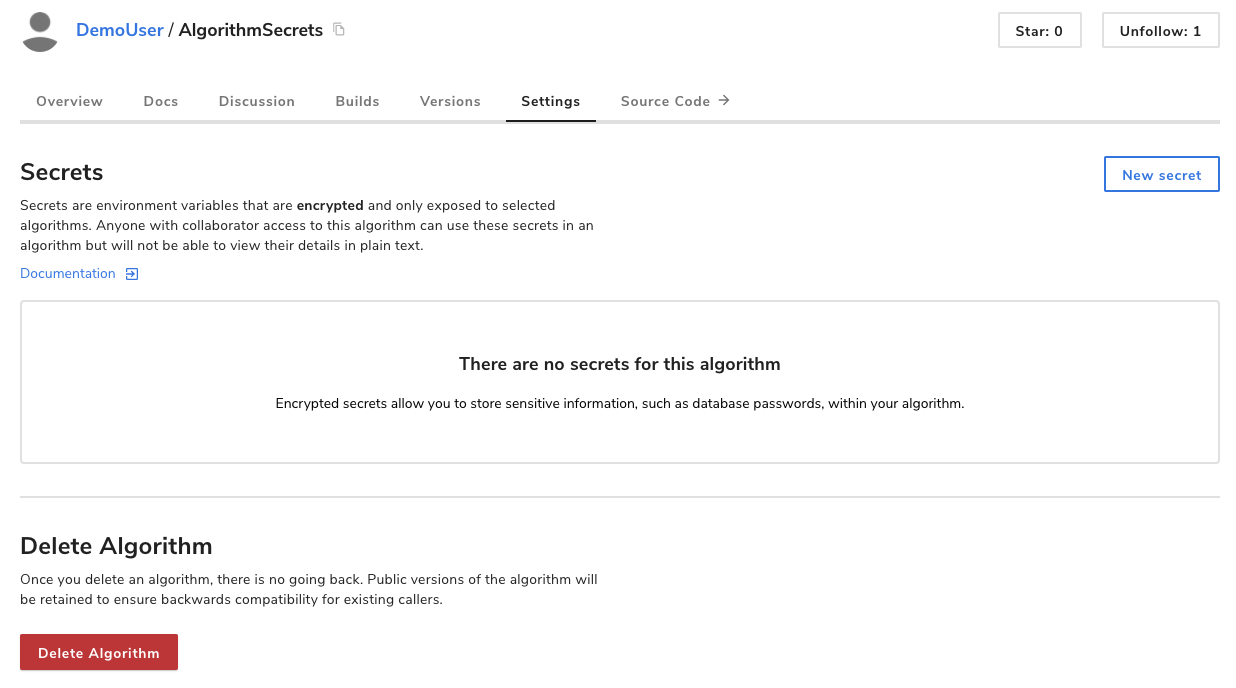 DemoUser / AlgorithmSecrets
Star: 0
Unfollow: 1
Overview Docs Discussion Builds Versions Settings Source Code
Secrets
New secret
Secrets are environment variables that are encrypted and only exposed to selected
algorithms. Anyone with collaborator access to this algorithm can use these secrets in an
algorithm but will not be able to view their details in plain text.
Documentation
There are no secrets for this algorithm
Encrypted secrets allow you to store sensitive information, such as database passwords, within your algorithm.
Delete Algorithm
Once you delete an algorithm, there is no going back. Public versions of the algorithm will
be retained to ensure backwards compatibility for existing callers.
Delete Algorithm